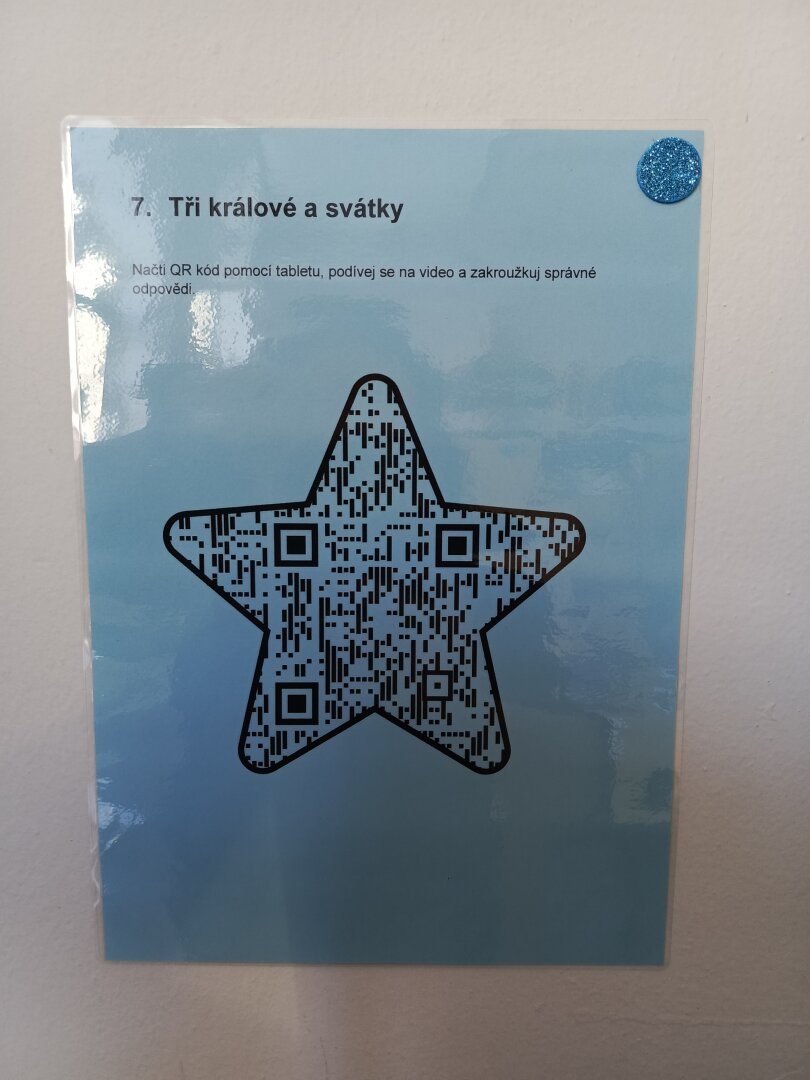 7. Tři králové a svátky
Načti QR kód pomocí tabletu, podívej se na video a zakroužkuj správné
odpovědi.